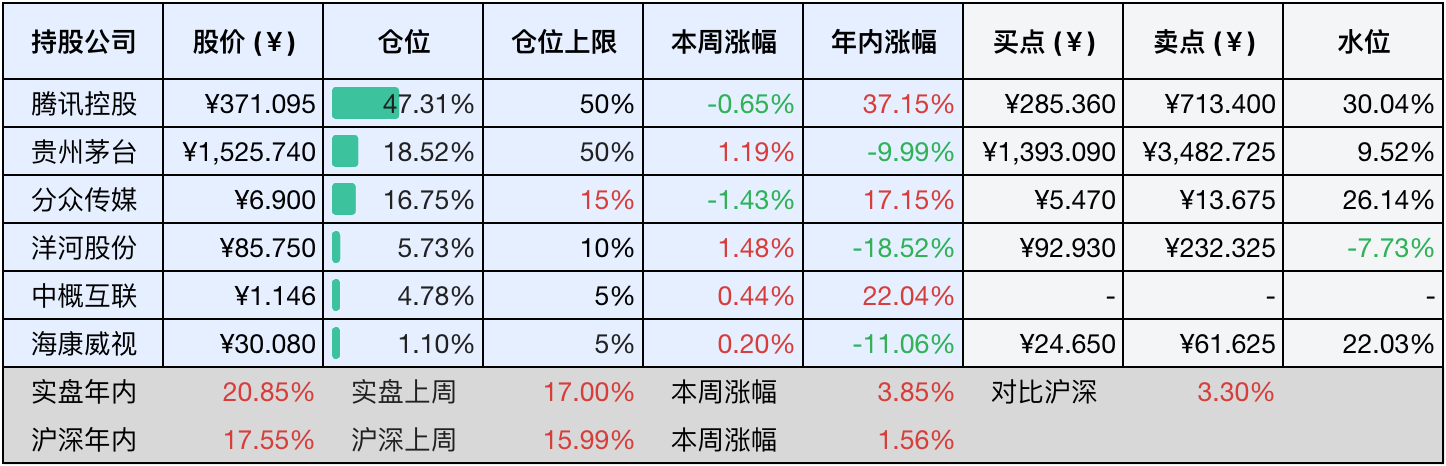 持股公司 股价 (¥) 仓位 仓位上限 本周涨幅 年内涨幅 买点 (¥) 卖点 (¥) 水位
腾讯控股 ¥371.095 47.31% 50% -0.65% 37.15% ¥285.360 ¥713.400 30.04%
贵州茅台 ¥1,525.740 18.52% 50% 1.19% -9.99% ¥1,393.090 ¥3,482.725 9.52%
分众传媒 ¥6.900 16.75% 15% -1.43% 17.15% ¥5.470 ¥13.675 26.14%
洋河股份 ¥85.750 5.73% 10% 1.48% -18.52% ¥92.930 ¥232.325 -7.73%
中概互联 ¥1.146 4.78% 5% 0.44% 22.04% - - -
海康威视 ¥30.080 1.10% 5% 0.20% -11.06% ¥24.650 ¥61.625 22.03%
实盘年内 20.85% 实盘上周 17.00% 本周涨幅 3.85% 对比沪深 3.30%
沪深年内 17.55% 沪深上周 15.99% 本周涨幅 1.56%